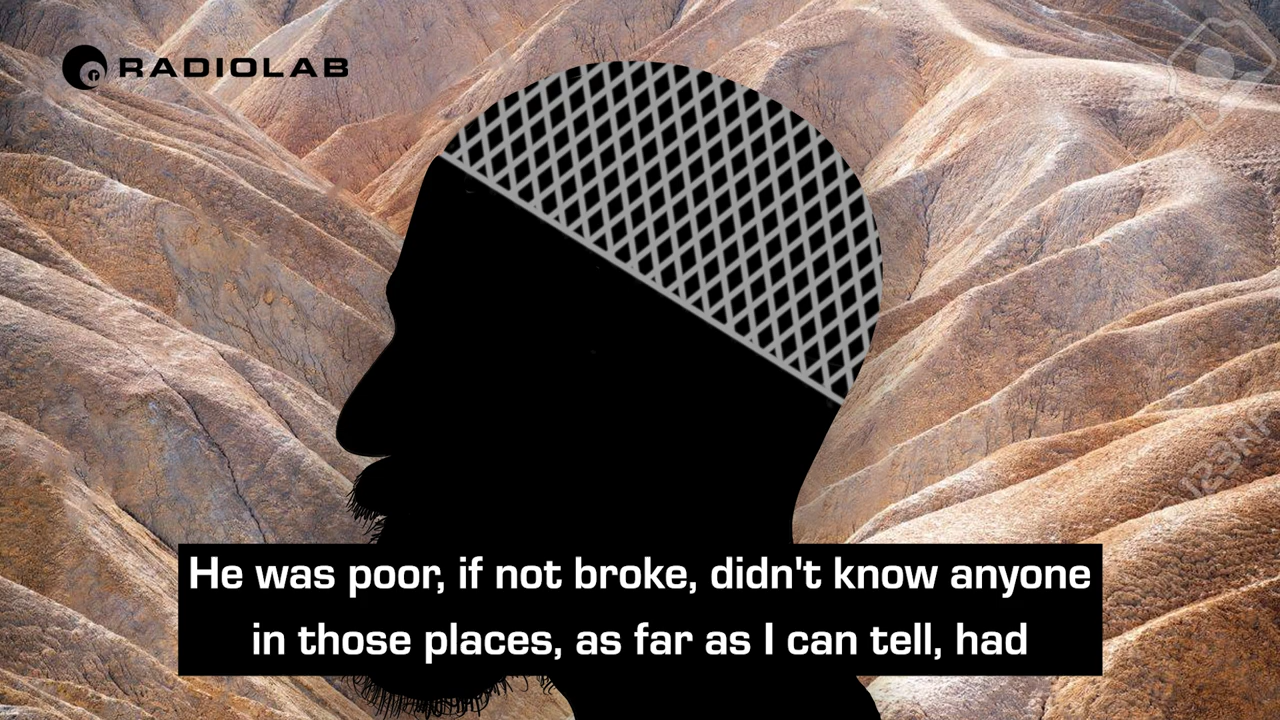 RADIOLAB
He was poor, if not broke, didn't know anyone
in those places, as far as I can tell, had
123RF